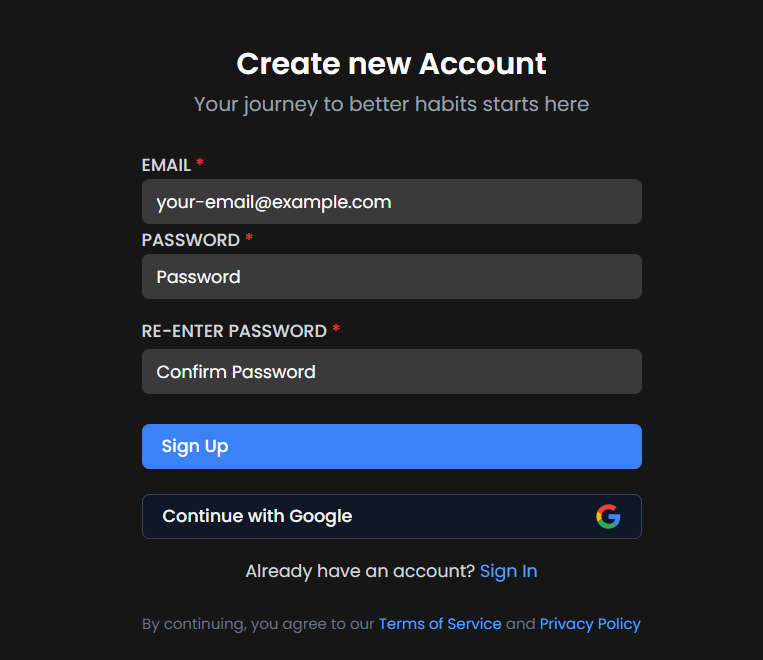 Create new Account
Your journey to better habits starts here
EMAIL *
your-email@example.com
PASSWORD *
Password
RE-ENTER PASSWORD *
Confirm Password
Sign Up
Continue with Google
Already have an account? Sign In
By continuing, you agree to our Terms of Service and Privacy Policy